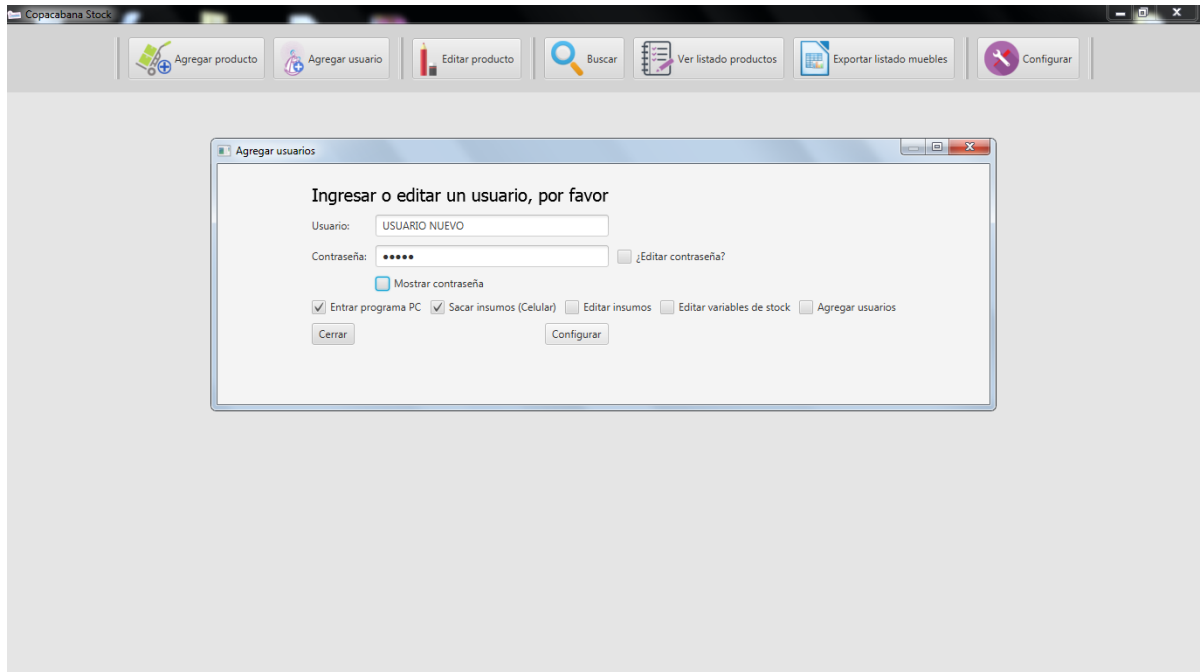 Copacabana Stock
Agregar producto Agregar usuario Editar producto Buscar Ver listado productos Exportar listado muebles Configurar
Agregar usuarios
Ingresar o editar un usuario, por favor
Usuario: USUARIO NUEVO
Contraseña: ••••• ¿Editar contraseña?
Mostrar contraseña
Entrar programa PC Sacar insumos (Celular) Editar insumos Editar variables de stock Agregar usuarios
Cerrar Configurar